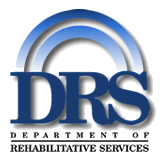 DRS
DEPARTMENT OF
REHABILITATIVE SERVICES